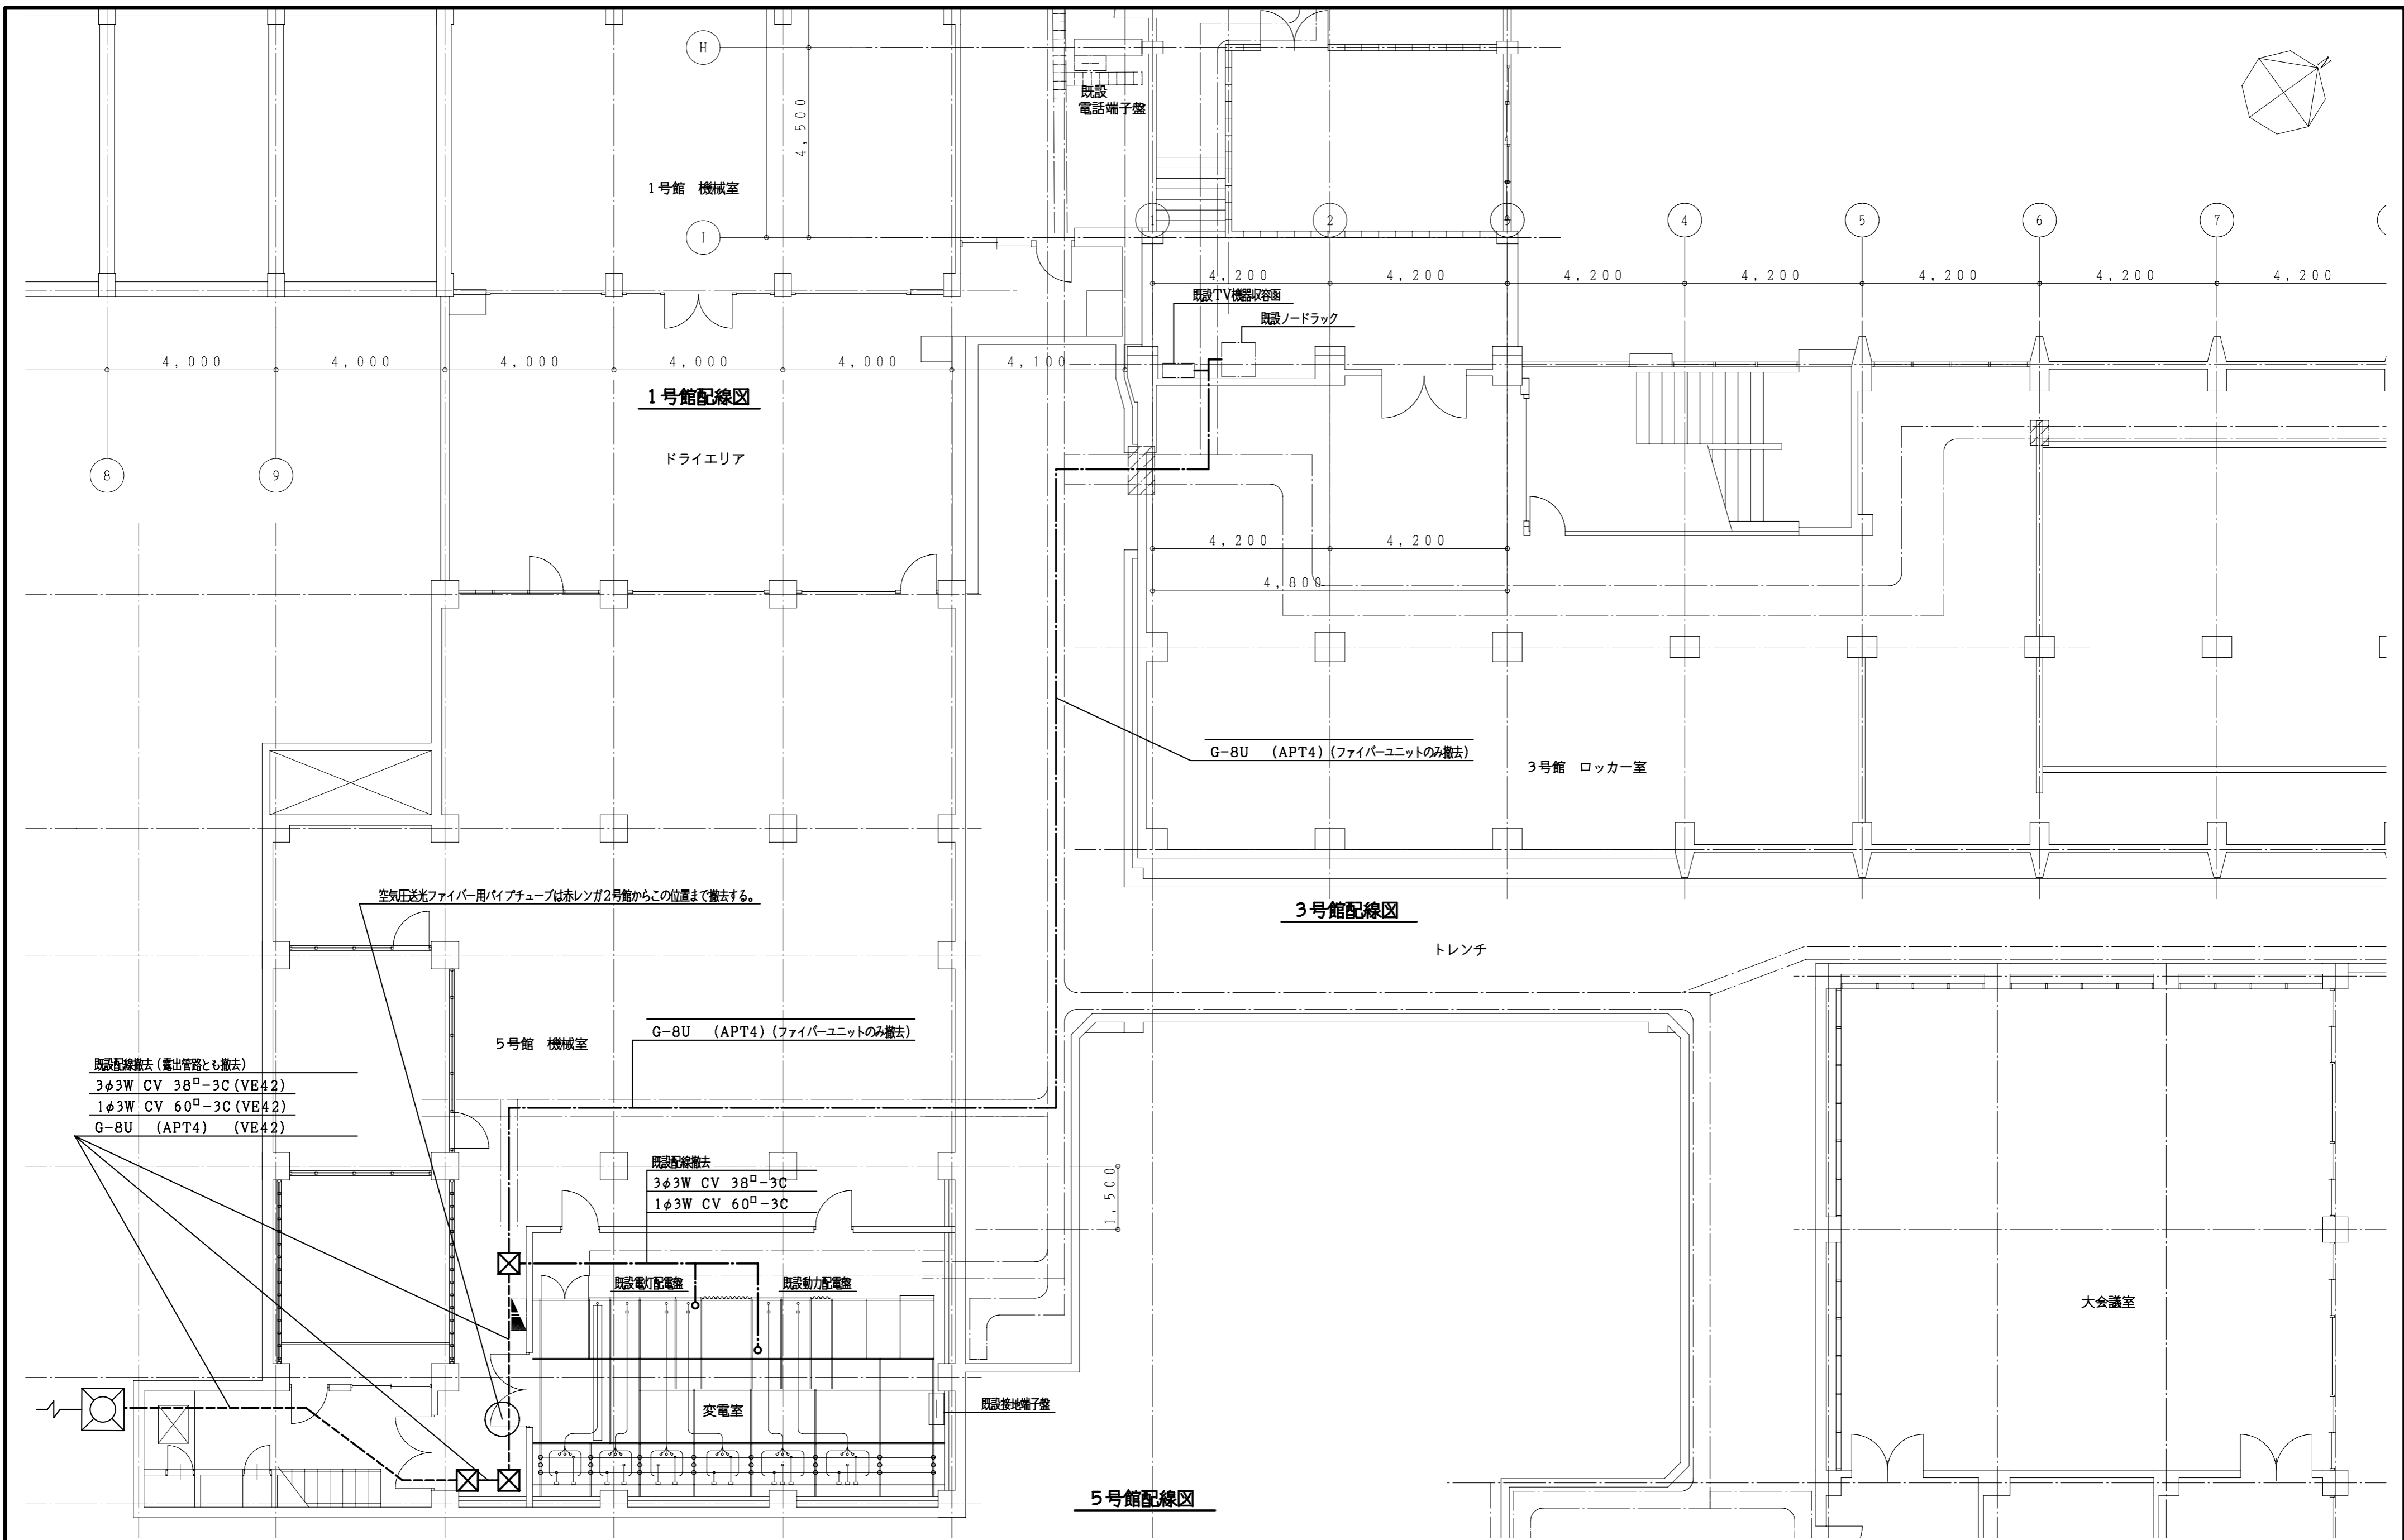 H
N
既設
電話端子盤
4,500
1号館　機械室
I
1
2
3
4
5
6
7
4,200
4,200
4,200
4,200
4,200
4,200
4,200
既設TV機器収容函
既設ノードラック
4,000
4,000
4,000
4,000
4,000
4,100
1号館配線図
ドライエリア
8
9
4,200
4,200
4,800
G-8U　(APT4)(ファイバーユニットのみ撤去)
3号館　ロッカー室
空気圧送光ファイバー用パイプチューブは赤レンガ2号館からこの位置まで撤去する。
3号館配線図
トレンチ
G-8U　(APT4)(ファイバーユニットのみ撤去)
5号館　機械室
既設配線撤去(露出管路とも撤去)
3φ3W CV 38□-3C(VE42)
1φ3W CV 60□-3C(VE42)
G-8U　(APT4)　(VE42)
既設配線撤去
3φ3W CV 38□-3C
1φ3W CV 60□-3C
1,500
既設電灯配電盤
既設動力配電盤
大会議室
変電室
既設接地端子盤
5号館配線図